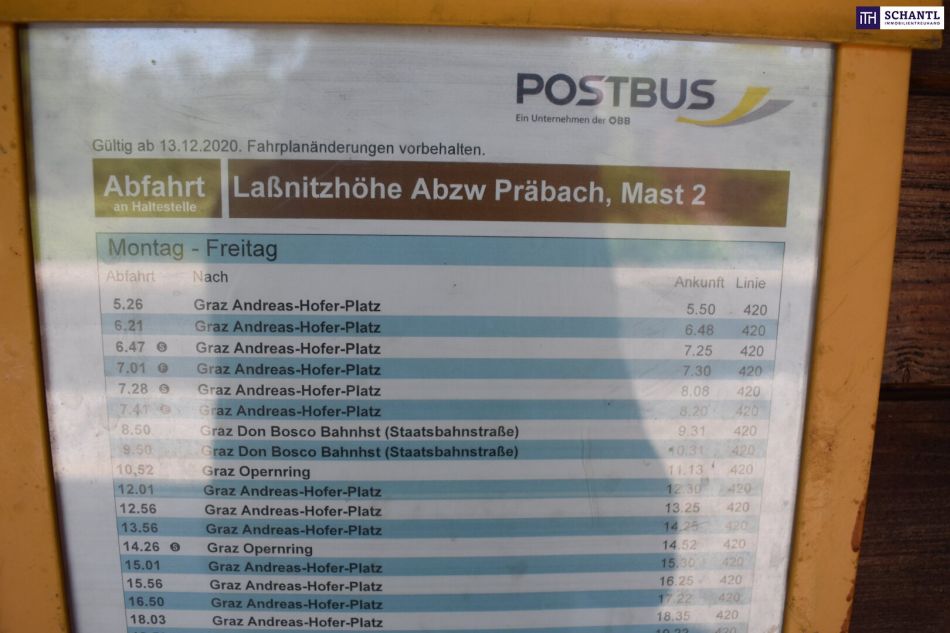 ITH SCHANTL
IMMOBILIENTREUHAND
POSTBUS
Ein Unternehmen der ÖBB
Gültig ab 13.12.2020. Fahrplanänderungen vorbehalten.
Abfahrt
an Haltestelle
Laßnitzhöhe Abzw Präbach, Mast 2
Montag - Freitag
Abfahrt Nach Ankunft Linie
5.26 Graz Andreas-Hofer-Platz 5.50 420
6.21 Graz Andreas-Hofer-Platz 6.48 420
6.47 S Graz Andreas-Hofer-Platz 7.25 420
7.01 F Graz Andreas-Hofer-Platz 7.30 420
7.28 S Graz Andreas-Hofer-Platz 8.08 420
7.41 F Graz Andreas-Hofer-Platz 8.20 420
8.50 Graz Don Bosco Bahnhst (Staatsbahnstraße) 9.31 420
9.50 Graz Don Bosco Bahnhst (Staatsbahnstraße) 10.31 420
10.52 Graz Opernring 11.13 420
12.01 Graz Andreas-Hofer-Platz 12.30 420
12.56 Graz Andreas-Hofer-Platz 13.25 420
13.56 Graz Andreas-Hofer-Platz 14.25 420
14.26 S Graz Opernring 14.52 420
15.01 Graz Andreas-Hofer-Platz 15.30 420
15.56 Graz Andreas-Hofer-Platz 16.25 420
16.50 Graz Andreas-Hofer-Platz 17.22 420
18.03 Graz Andreas-Hofer-Platz 18.35 420